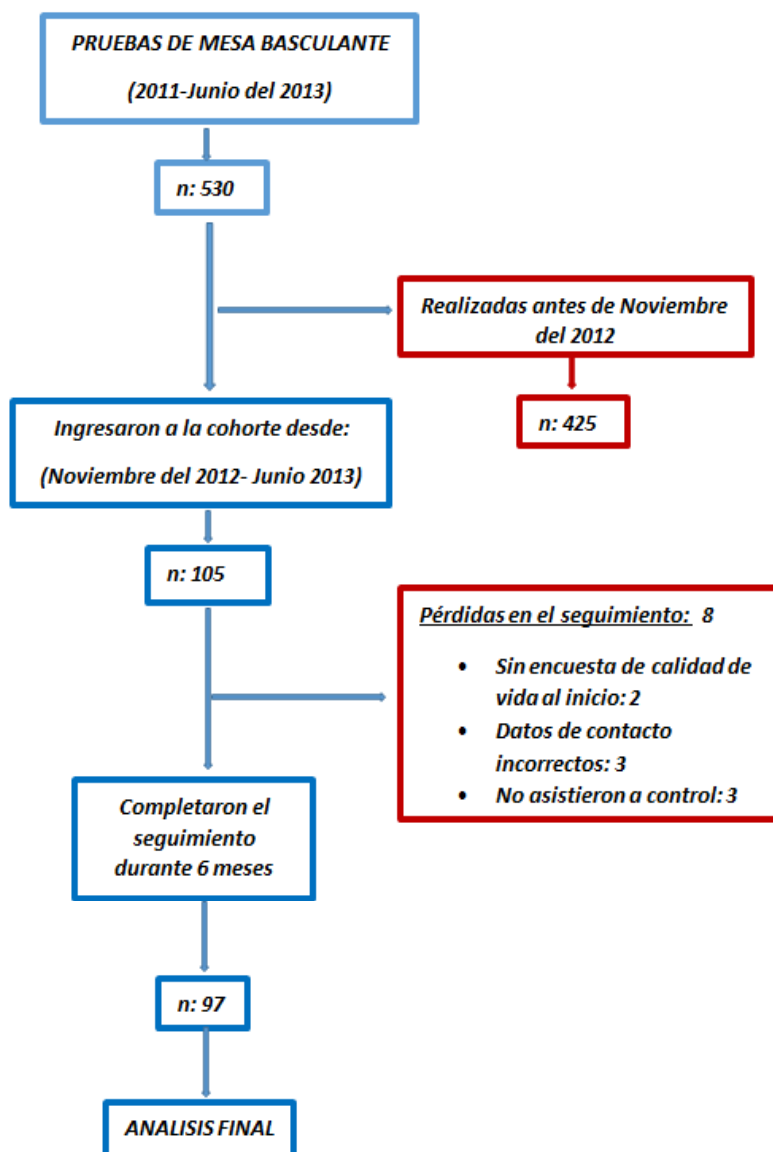 PRUEBAS DE MESA BASCULANTE
(2011-Junio del 2013)
n: 530
Realizadas antes de Noviembre
del 2012
n: 425
Ingresaron a la cohorte desde:
(Noviembre del 2012- Junio 2013)
n: 105
Pérdidas en el seguimiento: 8
• Sin encuesta de calidad de
vida al inicio: 2
• Datos de contacto
incorrectos: 3
• No asistieron a control: 3
Completaron el
seguimiento
durante 6 meses
n: 97
ANALISIS FINAL